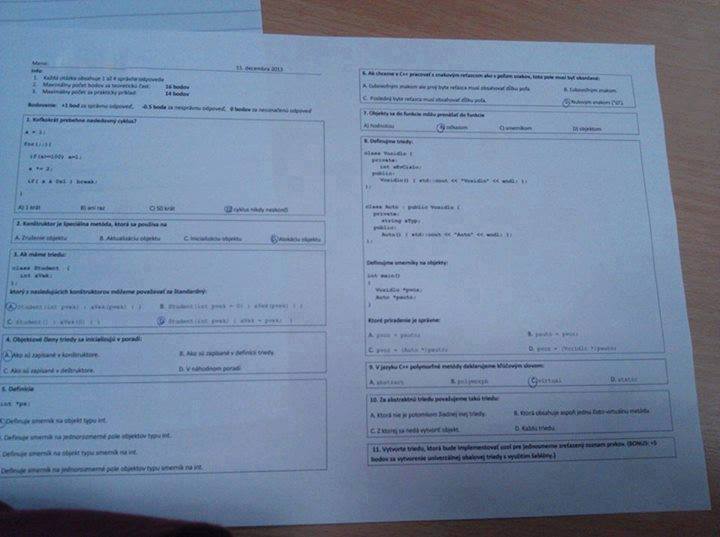 Meno:
11. decembra 2013
Info:
1. Každá otázka obsahuje 1 až 4 správne odpovede
2. Maximálny počet bodov za teoretickú časť: 16 bodov
3. Maximálny počet bodov za praktický príklad: 14 bodov
Bodovanie: +1 bod za správnu odpoveď, -0.5 boda za nesprávnu odpoveď, 0 bodov za neoznačenú odpoveď
1. Koľkokrát prebehne nasledovný cyklus?
a = 1;
for(;;){
if(a>=100) a=1;
a *= 2;
if( a & 0x1 ) break;
}
A) 1 krát B) ani raz C) 50 krát D) cyklus nikdy neskončí
2. Konštruktor je špeciálna metóda, ktorá sa používa na
A. Zrušenie objektu B. Aktualizáciu objektu C. Inicializáciu objektu D. Alokáciu objektu
3. Ak máme triedu:
class Student {
int aVek;
};
ktorý z nasledujúcich konštruktorov môžeme považovať za štandardný:
A. Student(int pvek) : aVek(pvek) { } B. Student(int pvek = 0) : aVek(pvek) { }
C. Student() : aVek(0) { } D. Student(int pvek) { aVek = pvek; }
4. Objektové členy triedy sa inicializujú v poradí:
A. Ako sú zapísané v konštruktore. B. Ako sú zapísané v definícii triedy.
C. Ako sú zapísané v deštruktore. D. V náhodnom poradí
5. Definícia
int *pa;
Definuje smerník na objekt typu int.
Definuje smerník na jednorozmerné pole objektov typu int.
Definuje smerník na objekt typu smerník na int.
Definuje smerník na jednorozmerné pole objektov typu smerník na int.
6. Ak chceme v C++ pracovať s znakovým reťazcom ako s poľom znakov, toto pole musí byť ukončené:
A. Ľubovoľným znakom ale prvý byte reťazca musí obsahovať dĺžku poľa. B. Ľubovoľným znakom.
C. Posledný byte reťazca musí obsahovať dĺžku poľa. D. Nulovým znakom ('\0').
7. Objekty sa do funkcie môžu prenášať do funkcie
A) hodnotou B) odkazom C) smerníkom D) objektom
8. Definujme triedy:
class Vozidlo {
private:
int aEvCislo;
public:
Vozidlo() { std::cout << "Vozidlo" << endl; };
};
class Auto : public Vozidlo {
private:
string aTyp;
public:
Auto() { std::cout << "Auto" << endl; };
};
Definujme smerníky na objekty:
int main()
{
Vozidlo *pvoz;
Auto *pauto;
Ktoré priradenie je správne:
A. pvoz = pauto; B. pauto = pvoz;
C. pvoz = (Auto *)pauto; D. pvoz = (Vozidlo *)pauto;
9. V jazyku C++ polymorfné metódy deklarujeme kľúčovým slovom:
A. abstract B. polymorph C. virtual D. static
10. Za abstraktnú triedu považujeme takú triedu:
A. Ktorá nie je potomkom žiadnej inej triedy. B. Ktorá obsahuje aspoň jednu čisto-virtuálnu metódu
C. Z ktorej sa nedá vytvoriť objekt. D. Každú triedu.
11. Vytvorte triedu, ktorá bude implementovať uzol pre jednosmerne zreťazený zoznam prvkov. (BONUS: +5
bodov za vytvorenie univerzálnej obalovej triedy s využitím šablóny.)